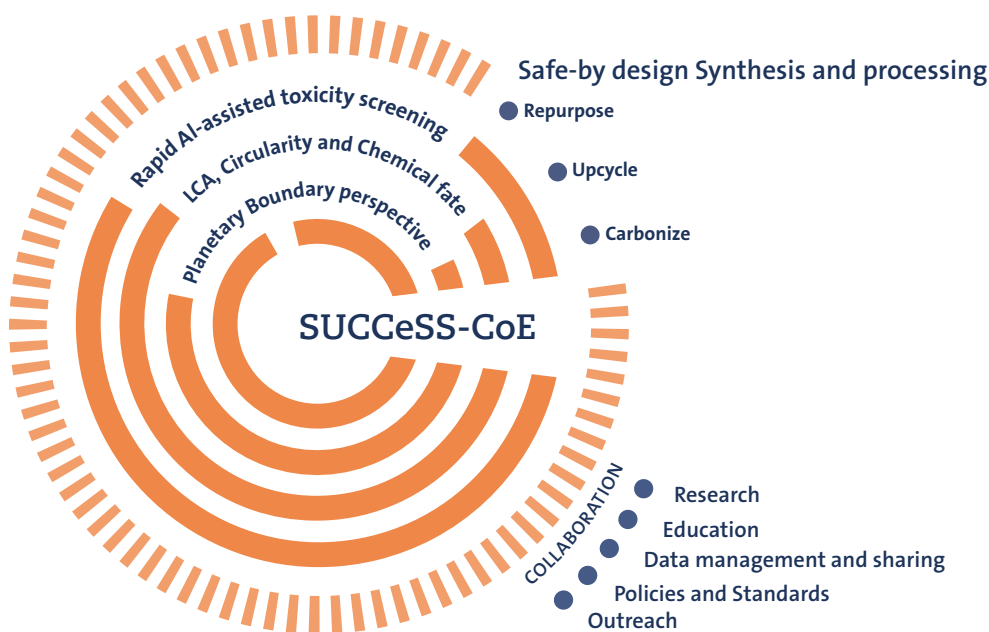 Safe-by design Synthesis and processing
Repurpose
Upcycle
Carbonize
Rapid AI-assisted toxicity screening
LCA, Circularity and Chemical fate
Planetary Boundary perspective
SUCCeSS-CoE
COLLABORATION
Research
Education
Data management and sharing
Policies and Standards
Outreach